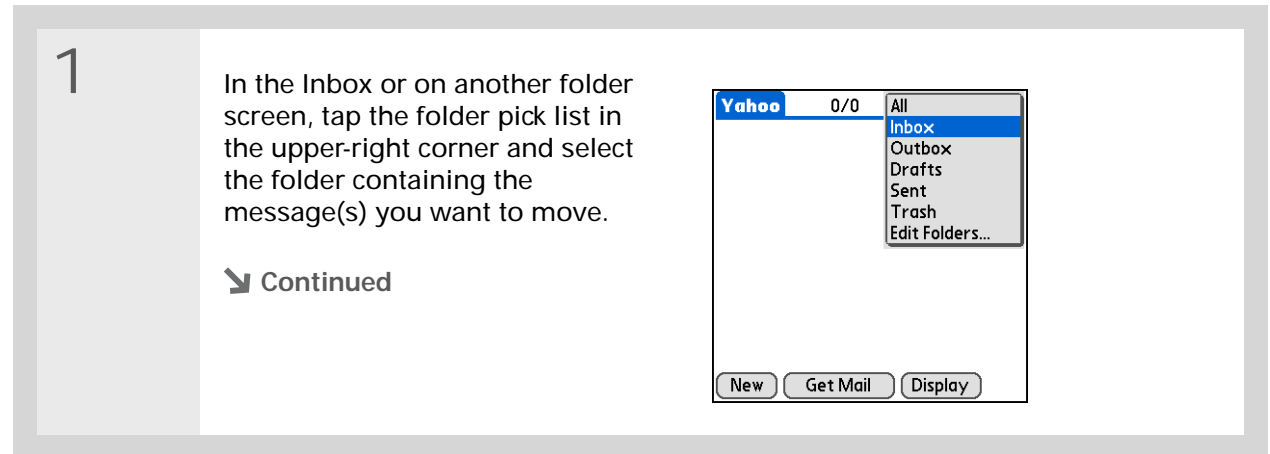 1
In the Inbox or on another folder
screen, tap the folder pick list in
the upper-right corner and select
the folder containing the
message(s) you want to move.
Continued
Yahoo 0/0 All
Inbox
Outbox
Drafts
Sent
Trash
Edit Folders...
New Get Mail Display